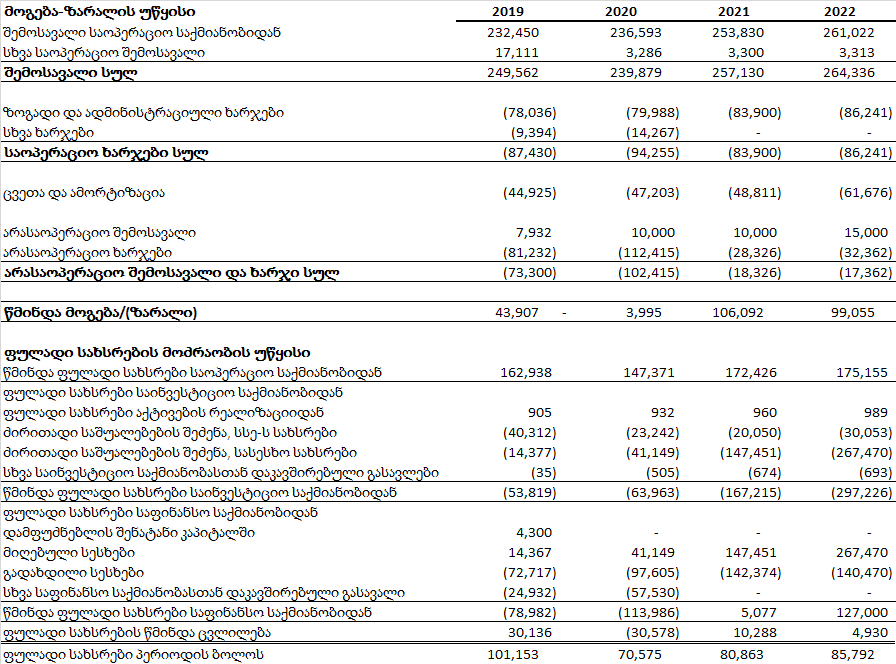 მოგება-ზარალის უწყისი 2019 2020 2021 2022
შემოსავალი საოპერაციო საქმიანობიდან 232,450 236,593 253,830 261,022
სხვა საოპერაციო შემოსავალი 17,111 3,286 3,300 3,313
შემოსავალი სულ 249,562 239,879 257,130 264,336
ზოგადი და ადმინისტრაციული ხარჯები (78,036) (79,988) (83,900) (86,241)
სხვა ხარჯები (9,394) (14,267) - -
საოპერაციო ხარჯები სულ (87,430) (94,255) (83,900) (86,241)
ცვეთა და ამორტიზაცია (44,925) (47,203) (48,811) (61,676)
არასაოპერაციო შემოსავალი 7,932 10,000 10,000 15,000
არასაოპერაციო ხარჯები (81,232) (112,415) (28,326) (32,362)
არასაოპერაციო შემოსავალი და ხარჯი სულ (73,300) (102,415) (18,326) (17,362)
წმინდა მოგება/(ზარალი) 43,907 - 3,995 106,092 99,055
ფულადი სახსრების მოძრაობის უწყისი
წმინდა ფულადი სახსრები საოპერაციო საქმიანობიდან 162,938 147,371 172,426 175,155
ფულადი სახსრები საინვესტიციო საქმიანობიდან
ფულადი სახსრები აქტივების რეალიზაციიდან 905 932 960 989
ძირითადი საშუალებების შეძენა, სსე-ს სახსრები (40,312) (23,242) (20,050) (30,053)
ძირითადი საშუალებების შეძენა, სასესხო სახსრები (14,377) (41,149) (147,451) (267,470)
სხვა საინვესტიციო საქმიანობასთან დაკავშირებული გასავლები (35) (505) (674) (693)
წმინდა ფულადი სახსრები საინვესტიციო საქმიანობიდან (53,819) (63,963) (167,215) (297,226)
ფულადი სახსრები საფინანსო საქმიანობიდან
დამფუძნებლის შენატანი კაპიტალში 4,300 - - -
მიღებული სესხები 14,367 41,149 147,451 267,470
გადახდილი სესხები (72,717) (97,605) (142,374) (140,470)
სხვა საფინანსო საქმიანობასთან დაკავშირებული გასავალი (24,932) (57,530) - -
წმინდა ფულადი სახსრები საფინანსო საქმიანობიდან (78,982) (113,986) 5,077 127,000
ფულადი სახსრების წმინდა ცვლილება 30,136 (30,578) 10,288 4,930
ფულადი სახსრები პერიოდის ბოლოს 101,153 70,575 80,863 85,792